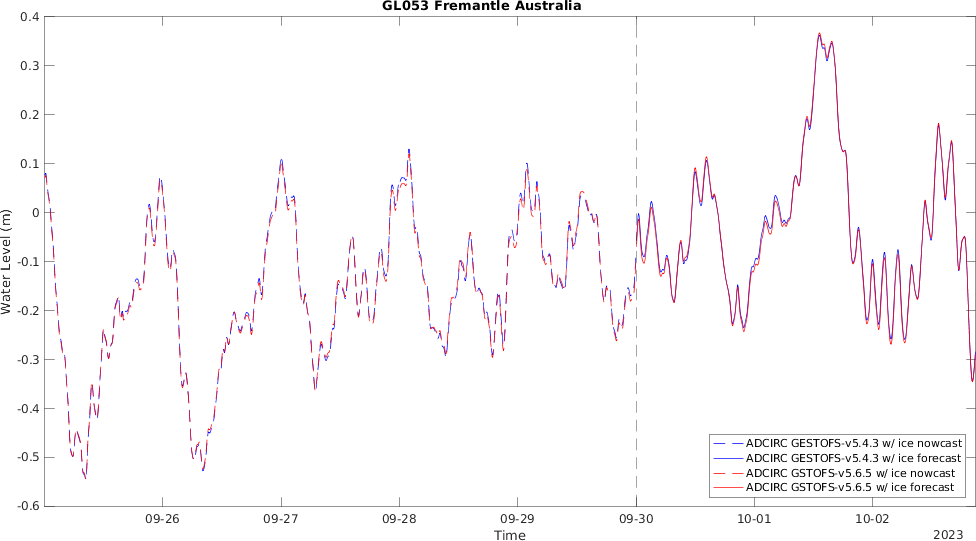 GL053 Fremantle Australia
0.4
0.3
0.2
0.1
0
-0.1
-0.2
-0.3
-0.4
-0.5
-0.6
Water Level (m)
ADCIRC GESTOFS-v5.4.3 w/ ice nowcast
ADCIRC GESTOFS-v5.4.3 w/ ice forecast
ADCIRC GSTOFS-v5.6.5 w/ ice nowcast
ADCIRC GSTOFS-v5.6.5 w/ ice forecast
09-26 09-27 09-28 09-29 09-30 10-01 10-02
Time
2023